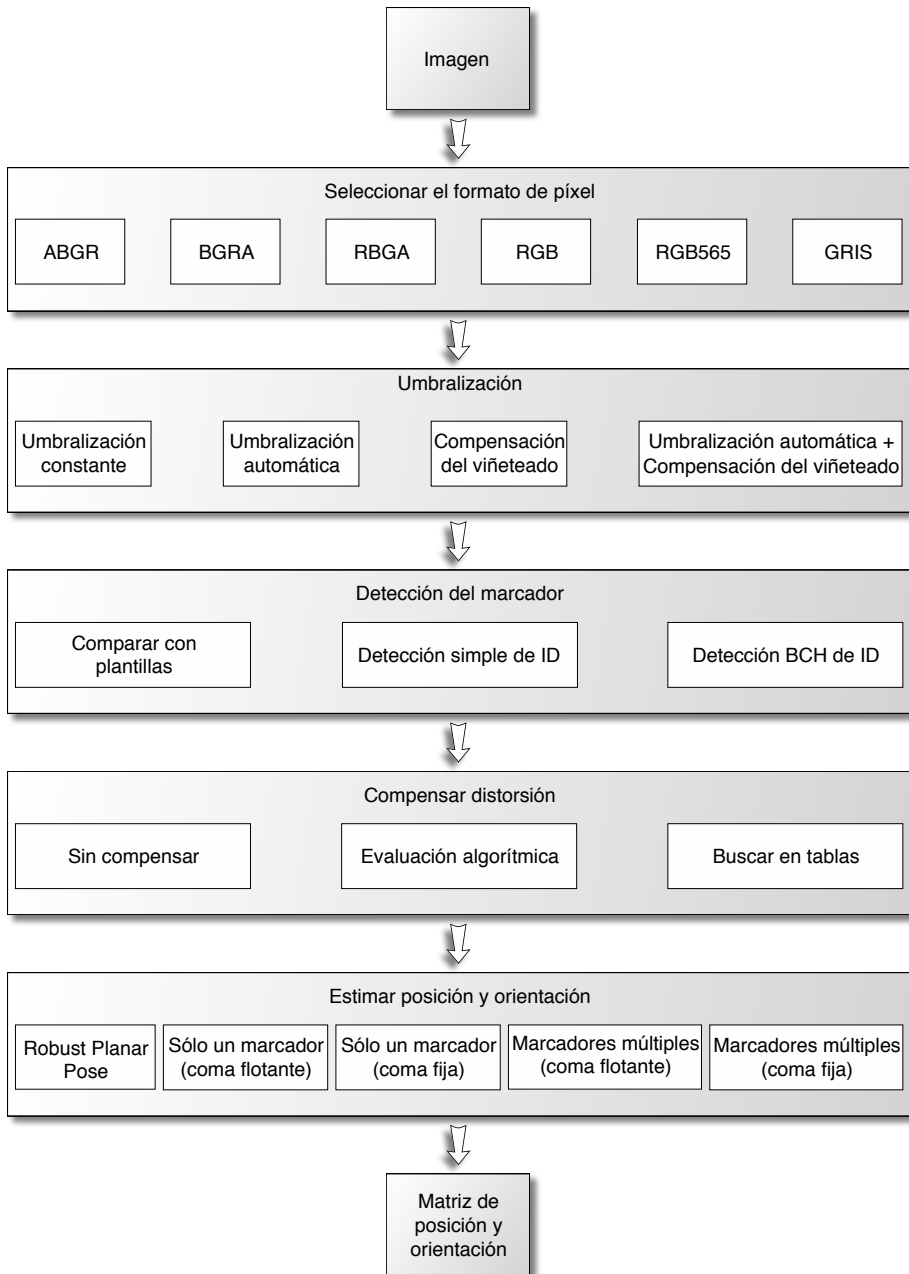 Imagen
Seleccionar el formato de píxel
ABGR
BGRA
RBGA
RGB
RGB565
GRIS
Umbralización
Umbralización
constante
Umbralización
automática
Compensación
del viñeteado
Umbralización automática +
Compensación del viñeteado
Detección del marcador
Comparar con
plantillas
Detección simple de ID
Detección BCH de ID
Compensar distorsión
Sin compensar
Evaluación algorítmica
Buscar en tablas
Estimar posición y orientación
Robust Planar
Pose
Sólo un marcador
(coma flotante)
Sólo un marcador
(coma fija)
Marcadores múltiples
(coma flotante)
Marcadores múltiples
(coma fija)
Matriz de
posición y
orientación